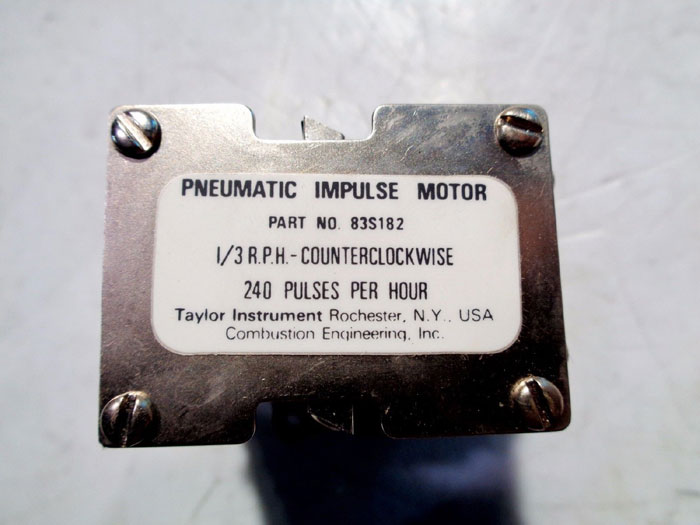 PNEUMATIC IMPULSE MOTOR
PART NO. 83S182
1/3 R.P.H.-COUNTERCLOCKWISE
240 PULSES PER HOUR
Taylor Instrument Rochester, N.Y., USA
Combustion Engineering, Inc.